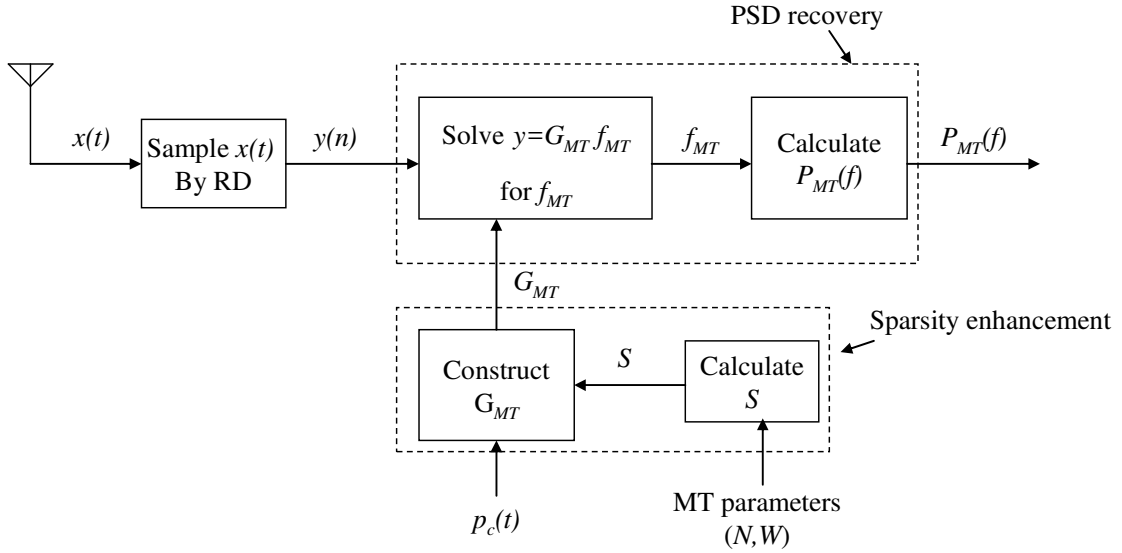 PSD recovery
x(t)
Sample x(t)
By RD
y(n)
Solve y=G_MT f_MT
for f_MT
f_MT
Calculate
P_MT(f)
P_MT(f)
G_MT
Sparsity enhancement
Construct
G_MT
S
Calculate
S
p_c(t)
MT parameters
(N,W)